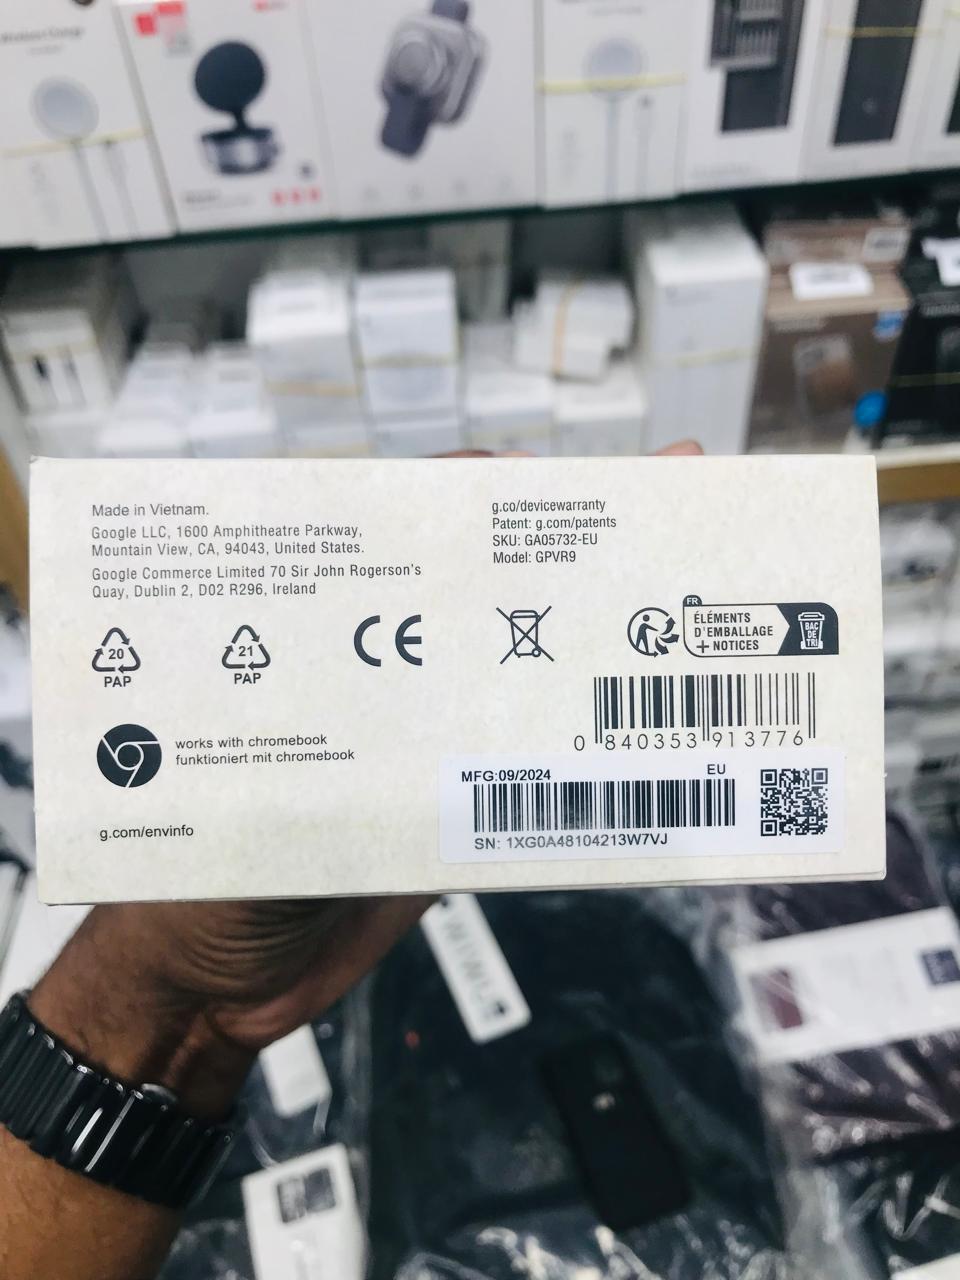 Made in Vietnam.
Google LLC, 1600 Amphitheatre Parkway,
Mountain View, CA, 94043, United States.
Google Commerce Limited 70 Sir John Rogerson's
Quay, Dublin 2, D02 R296, Ireland
g.co/devicewarranty
Patent: g.com/patents
SKU: GA05732-EU
Model: GPVR9
20
PAP
21
PAP
CE
FR
ÉLÉMENTS
D'EMBALLAGE
+ NOTICES
BAC
DE
TRI
0 840353 913776
works with chromebook
funktioniert mit chromebook
MFG:09/2024
EU
SN: 1XG0A48104213W7VJ
g.com/envinfo